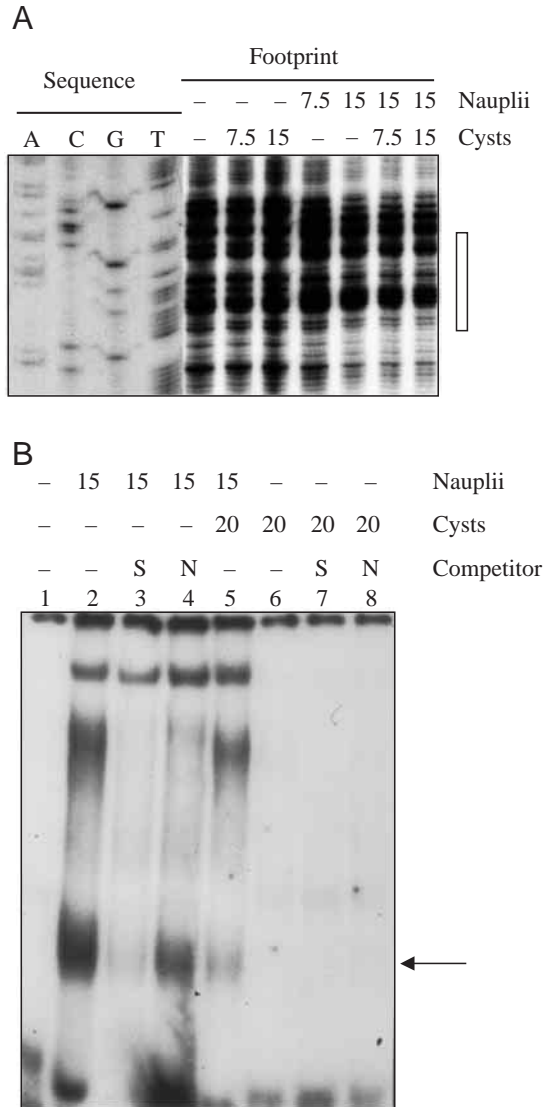 A
Footprint
Sequence
– – – 7.5 15 15 15 Nauplii
A C G T – 7.5 15 – – 7.5 15 Cysts
B
– 15 15 15 15 – – – Nauplii
– – – – 20 20 20 20 Cysts
– – S N – – S N Competitor
1 2 3 4 5 6 7 8